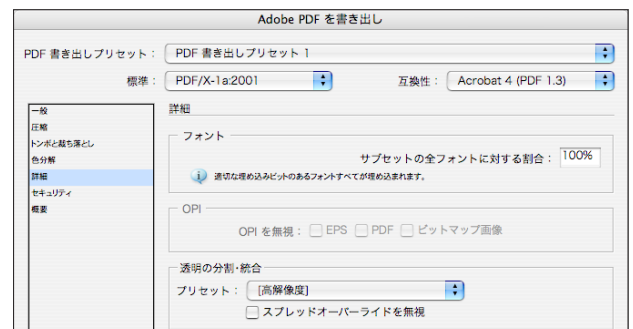 Adobe PDF を書き出し
PDF 書き出しプリセット： PDF 書き出しプリセット 1
標準： PDF/X-1a:2001 互換性： Acrobat 4 (PDF 1.3)
一般
圧縮
トンボと裁ち落とし
色分解
詳細
セキュリティ
概要
詳細
フォント
サブセットの全フォントに対する割合： 100%
適切な埋め込みビットのあるフォントすべてが埋め込まれます。
OPI
OPI を無視： EPS PDF ビットマップ画像
透明の分割・統合
プリセット： [高解像度]
スプレッドオーバーライドを無視